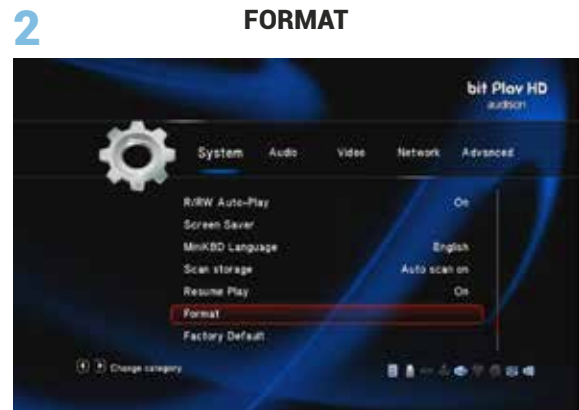 2 FORMAT
bit Play HD
audison
System Audio Video Network Advanced
R/RW Auto-Play On
Screen Saver
MiniKBD Language English
Scan storage Auto scan on
Resume Play On
Format
Factory Default
Change category